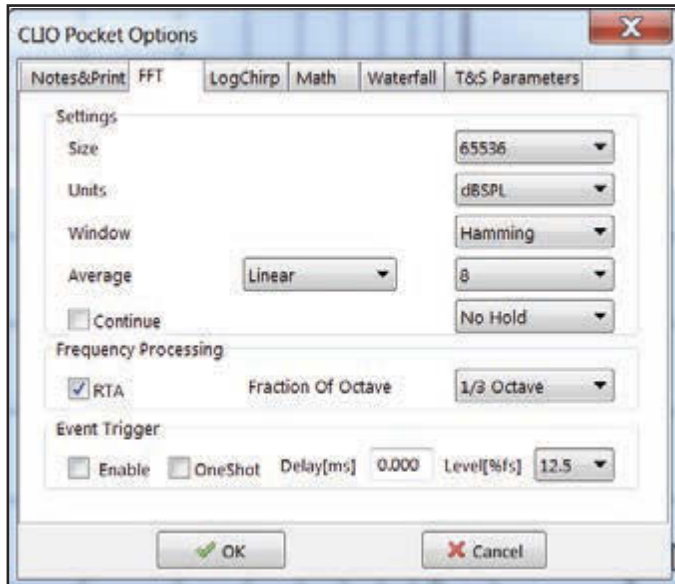 CLIO Pocket Options
Notes&Print FFT LogChirp Math Waterfall T&S Parameters
Settings
Size 65536
Units dBSPL
Window Hamming
Average Linear 8
Continue No Hold
Frequency Processing
RTA Fraction Of Octave 1/3 Octave
Event Trigger
Enable OneShot Delay[ms] 0.000 Level[%fs] 12.5
OK Cancel